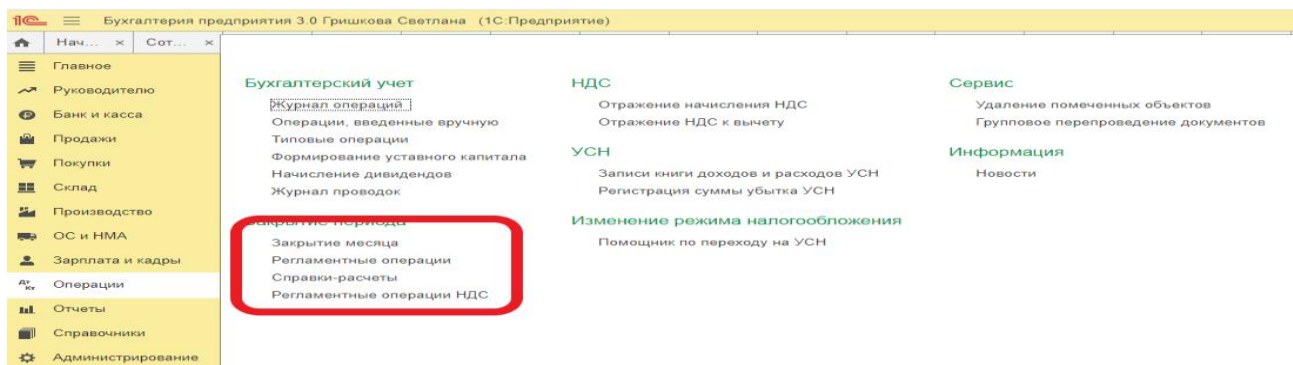 1С Бухгалтерия предприятия 3.0 Гришкова Светлана (1С:Предприятие)
Нач... × Сот... ×
Главное
Руководителю
Банк и касса
Продажи
Покупки
Склад
Производство
ОС и НМА
Зарплата и кадры
Дт Кт Операции
Отчеты
Справочники
Администрирование
Бухгалтерский учет
Журнал операций
Операции, введенные вручную
Типовые операции
Формирование уставного капитала
Начисление дивидендов
Журнал проводок
Закрытие периода
Закрытие месяца
Регламентные операции
Справки-расчеты
Регламентные операции НДС
НДС
Отражение начисления НДС
Отражение НДС к вычету
УСН
Записи книги доходов и расходов УСН
Регистрация суммы убытка УСН
Изменение режима налогообложения
Помощник по переходу на УСН
Сервис
Удаление помеченных объектов
Групповое перепроведение документов
Информация
Новости